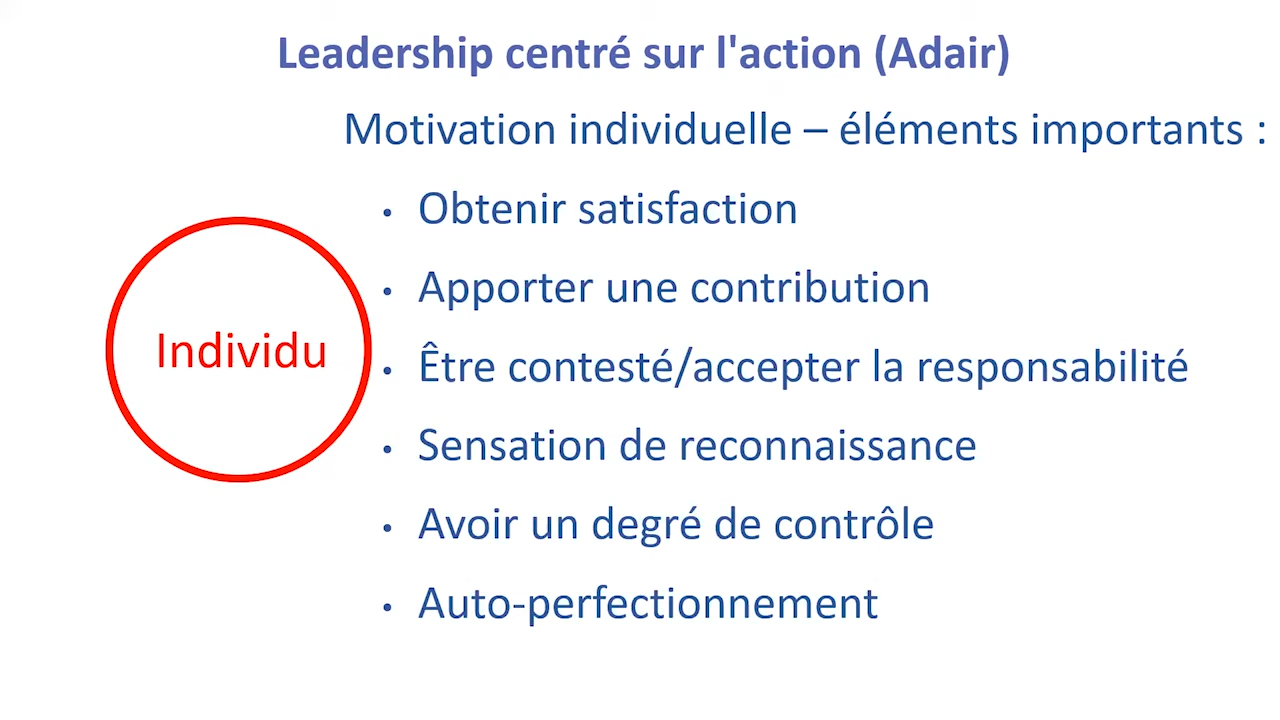 Leadership centré sur l'action (Adair)
Motivation individuelle – éléments importants :
• Obtenir satisfaction
• Apporter une contribution
Individu
• Être contesté/accepter la responsabilité
• Sensation de reconnaissance
• Avoir un degré de contrôle
• Auto-perfectionnement